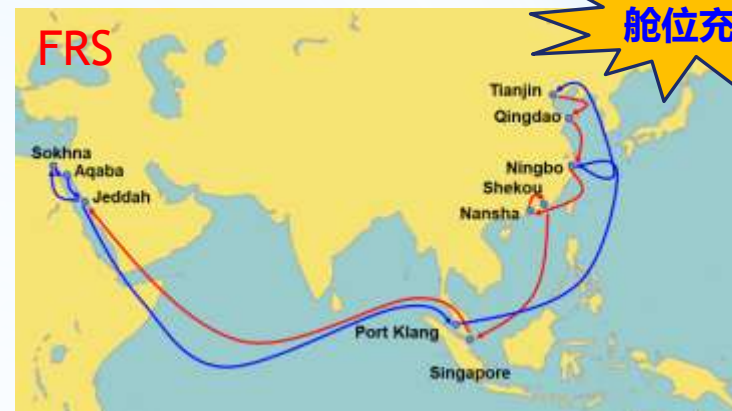 舱位充
FRS
Tianjin
Qingdao
Sokhna
Aqaba
Jeddah
Ningbo
Shekou
Nansha
Port Klang
Singapore